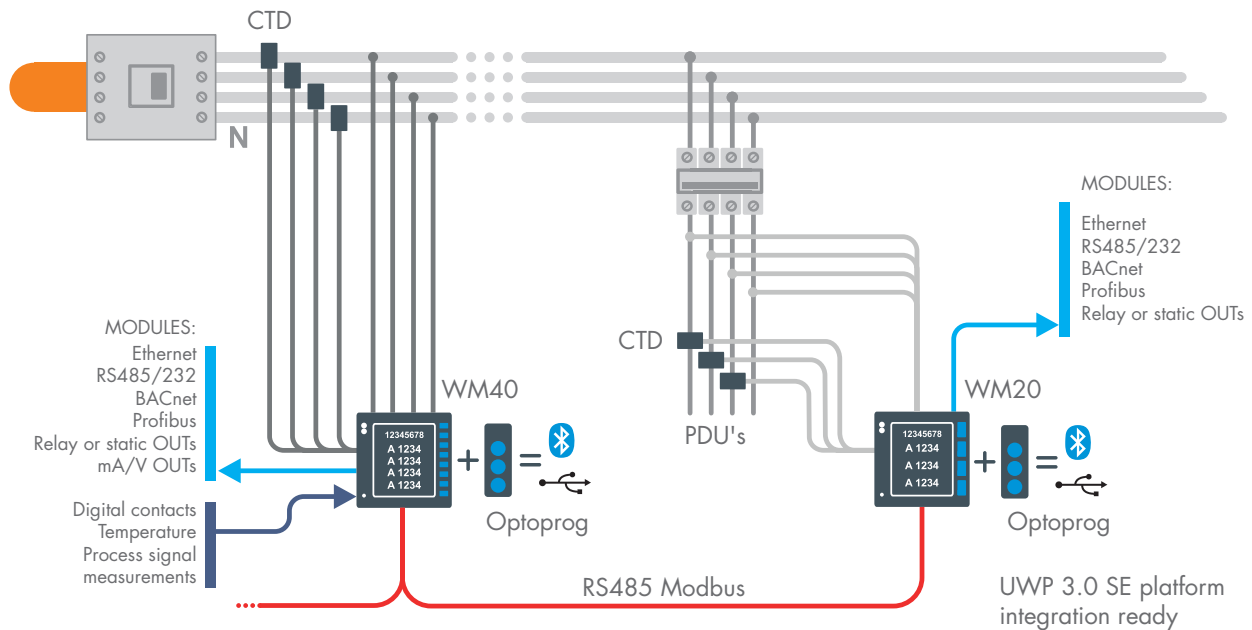 CTD
N
MODULES:
Ethernet
RS485/232
BACnet
Profibus
Relay or static OUTs
MODULES:
Ethernet
RS485/232
BACnet
Profibus
Relay or static OUTs
mA/V OUTs
Digital contacts
Temperature
Process signal
measurements
WM40
12345678
A 1234
A 1234
A 1234
A 1234
+
=
Optoprog
CTD
PDU's
WM20
12345678
A 1234
A 1234
A 1234
+
=
Optoprog
RS485 Modbus
UWP 3.0 SE platform
integration ready